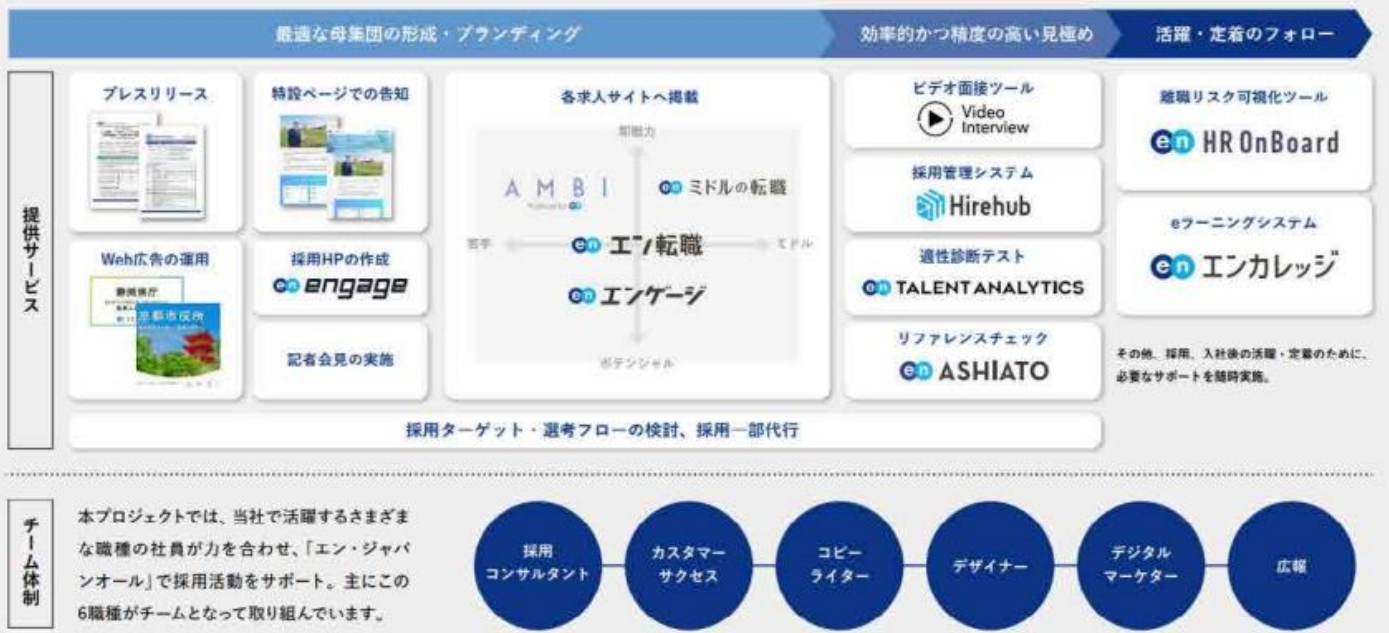 最適な母集団の形成・ブランディング
効率的かつ精度の高い見極め
活躍・定着のフォロー
提供サービス
プレスリリース
特設ページでの告知
Web広告の運用
静岡県庁
京都市役所
採用HPの作成
en engage
記者会見の実施
各求人サイトへ掲載
即戦力
AMBI
en ミドルの転職
若手
en エン転職
ミドル
en エンゲージ
ポテンシャル
ビデオ面接ツール
Video
Interview
採用管理システム
Hirehub
適性診断テスト
en TALENT ANALYTICS
リファレンスチェック
en ASHIATO
離職リスク可視化ツール
en HR OnBoard
eラーニングシステム
en エンカレッジ
その他、採用、入社後の活躍・定着のために、
必要なサポートを随時実施。
採用ターゲット・選考フローの検討、採用一部代行
チーム体制
本プロジェクトでは、当社で活躍するさまざま
な職種の社員が力を合わせ、「エン・ジャパ
ンオール」で採用活動をサポート。主にこの
6職種がチームとなって取り組んでいます。
採用
コンサルタント
カスタマー
サクセス
コピー
ライター
デザイナー
デジタル
マーケター
広報